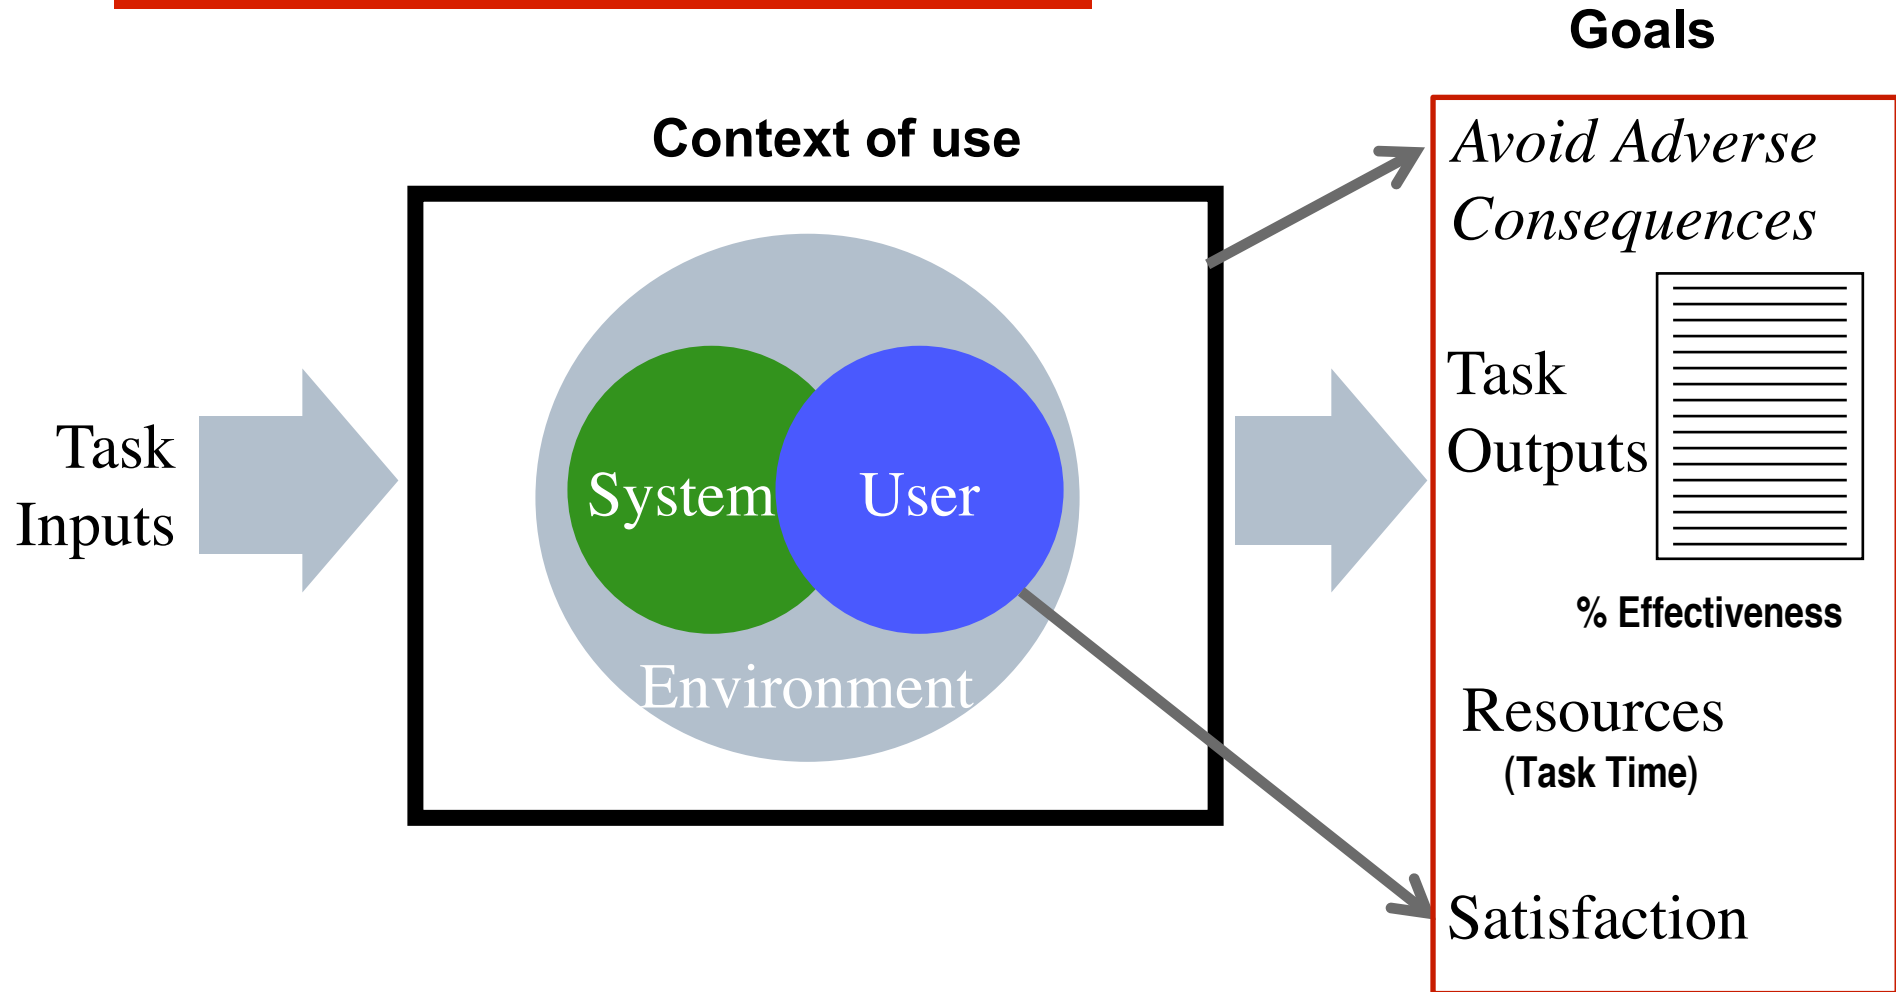 Goals
Context of use
Avoid Adverse
Consequences
Task
Inputs
System
User
Environment
Task
Outputs
% Effectiveness
Resources
(Task Time)
Satisfaction